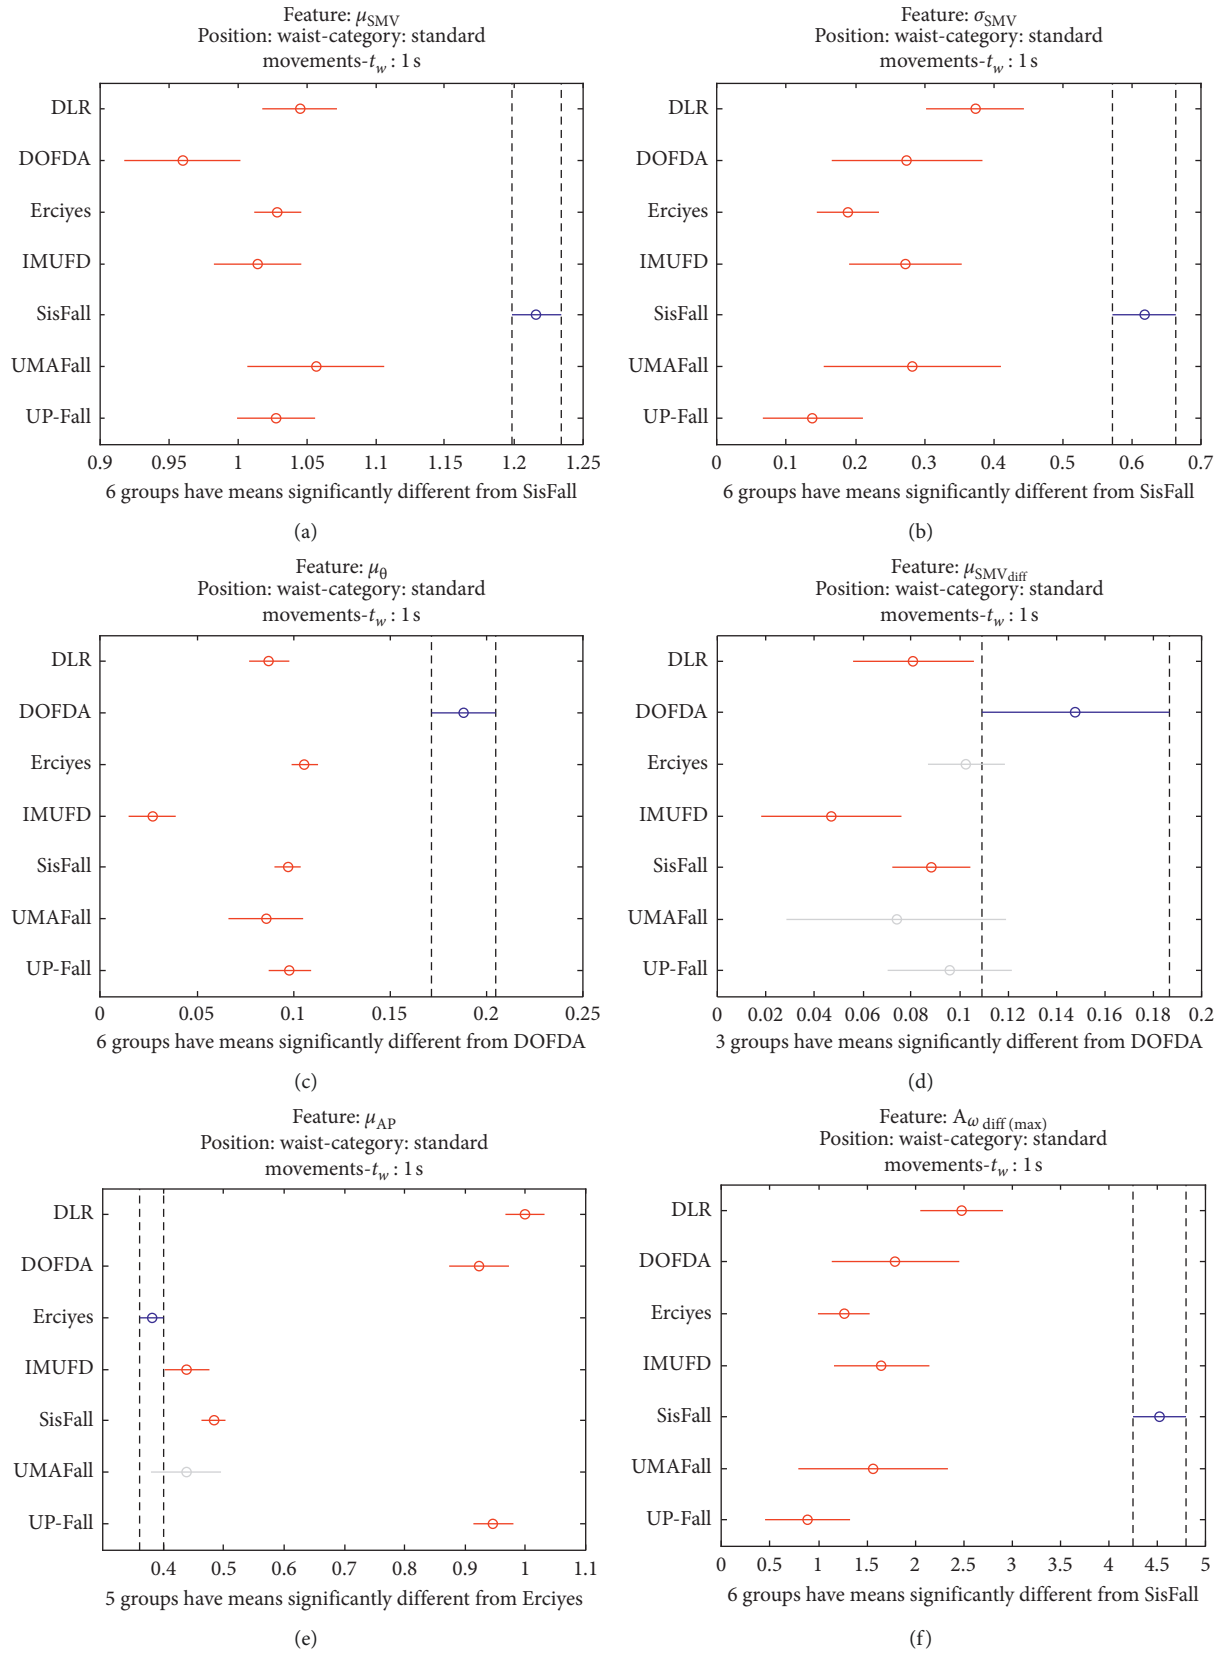 Feature: μSMV
Position: waist-category: standard
movements-tw : 1 s
DLR
DOFDA
Erciyes
IMUFD
SisFall
UMAFall
UP-Fall
0.9 0.95 1 1.05 1.1 1.15 1.2 1.25
6 groups have means significantly different from SisFall
(a)
Feature: σSMV
Position: waist-category: standard
movements-tw : 1 s
DLR
DOFDA
Erciyes
IMUFD
SisFall
UMAFall
UP-Fall
0 0.1 0.2 0.3 0.4 0.5 0.6 0.7
6 groups have means significantly different from SisFall
(b)
Feature: μθ
Position: waist-category: standard
movements-tw : 1 s
DLR
DOFDA
Erciyes
IMUFD
SisFall
UMAFall
UP-Fall
0 0.05 0.1 0.15 0.2 0.25
6 groups have means significantly different from DOFDA
(c)
Feature: μSMVdiff
Position: waist-category: standard
movements-tw : 1 s
DLR
DOFDA
Erciyes
IMUFD
SisFall
UMAFall
UP-Fall
0 0.02 0.04 0.06 0.08 0.1 0.12 0.14 0.16 0.18 0.2
3 groups have means significantly different from DOFDA
(d)
Feature: μAP
Position: waist-category: standard
movements-tw : 1 s
DLR
DOFDA
Erciyes
IMUFD
SisFall
UMAFall
UP-Fall
0.4 0.5 0.6 0.7 0.8 0.9 1 1.1
5 groups have means significantly different from Erciyes
(e)
Feature: Aω diff (max)
Position: waist-category: standard
movements-tw : 1 s
DLR
DOFDA
Erciyes
IMUFD
SisFall
UMAFall
UP-Fall
0 0.5 1 1.5 2 2.5 3 3.5 4 4.5 5
6 groups have means significantly different from SisFall
(f)